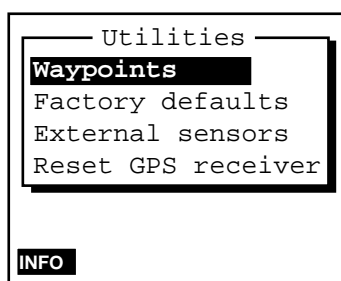 Utilities
Waypoints
Factory defaults
External sensors
Reset GPS receiver
INFO